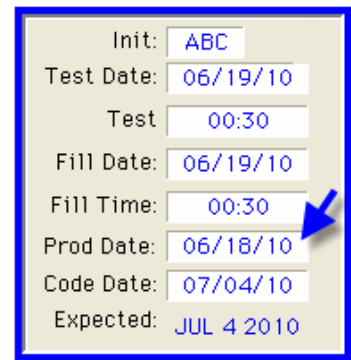 Init: ABC
Test Date: 06/19/10
Test 00:30
Fill Date: 06/19/10
Fill Time: 00:30
Prod Date: 06/18/10
Code Date: 07/04/10
Expected: JUL 4 2010